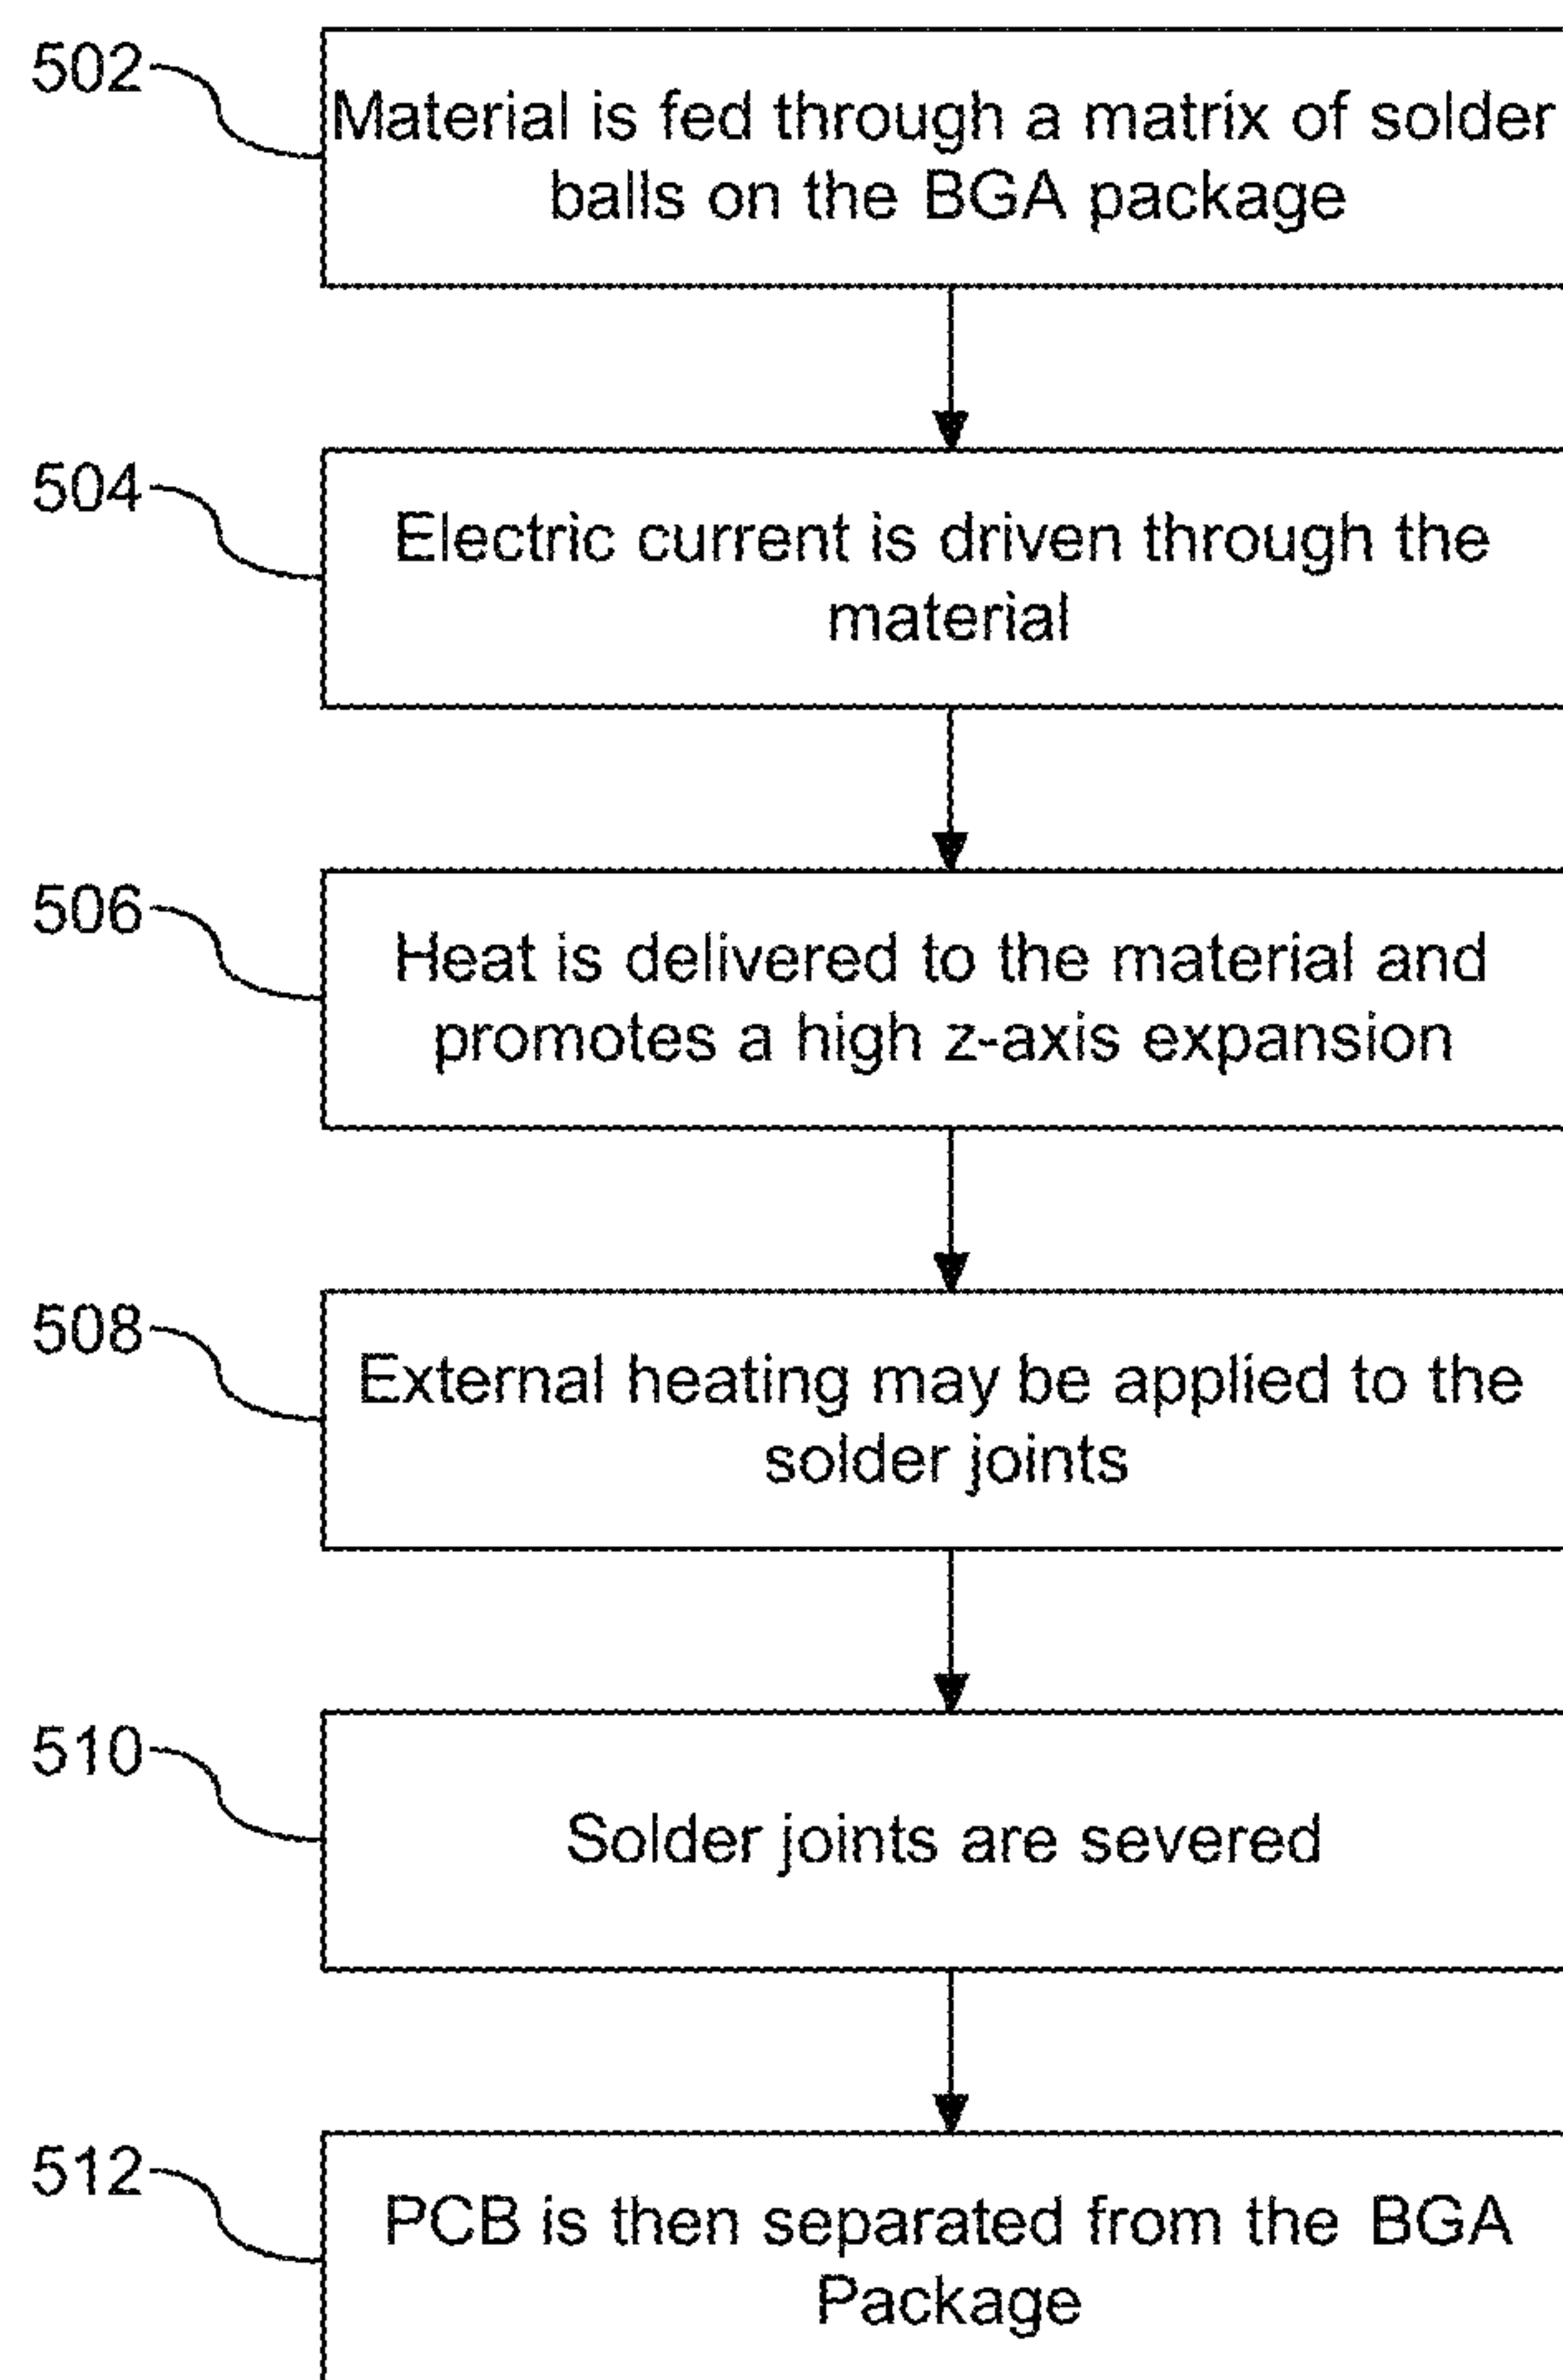 502
Material is fed through a matrix of solder
balls on the BGA package
504
Electric current is driven through the
material
506
Heat is delivered to the material and
promotes a high z-axis expansion
508
External heating may be applied to the
solder joints
510
Solder joints are severed
512
PCB is then separated from the BGA
Package